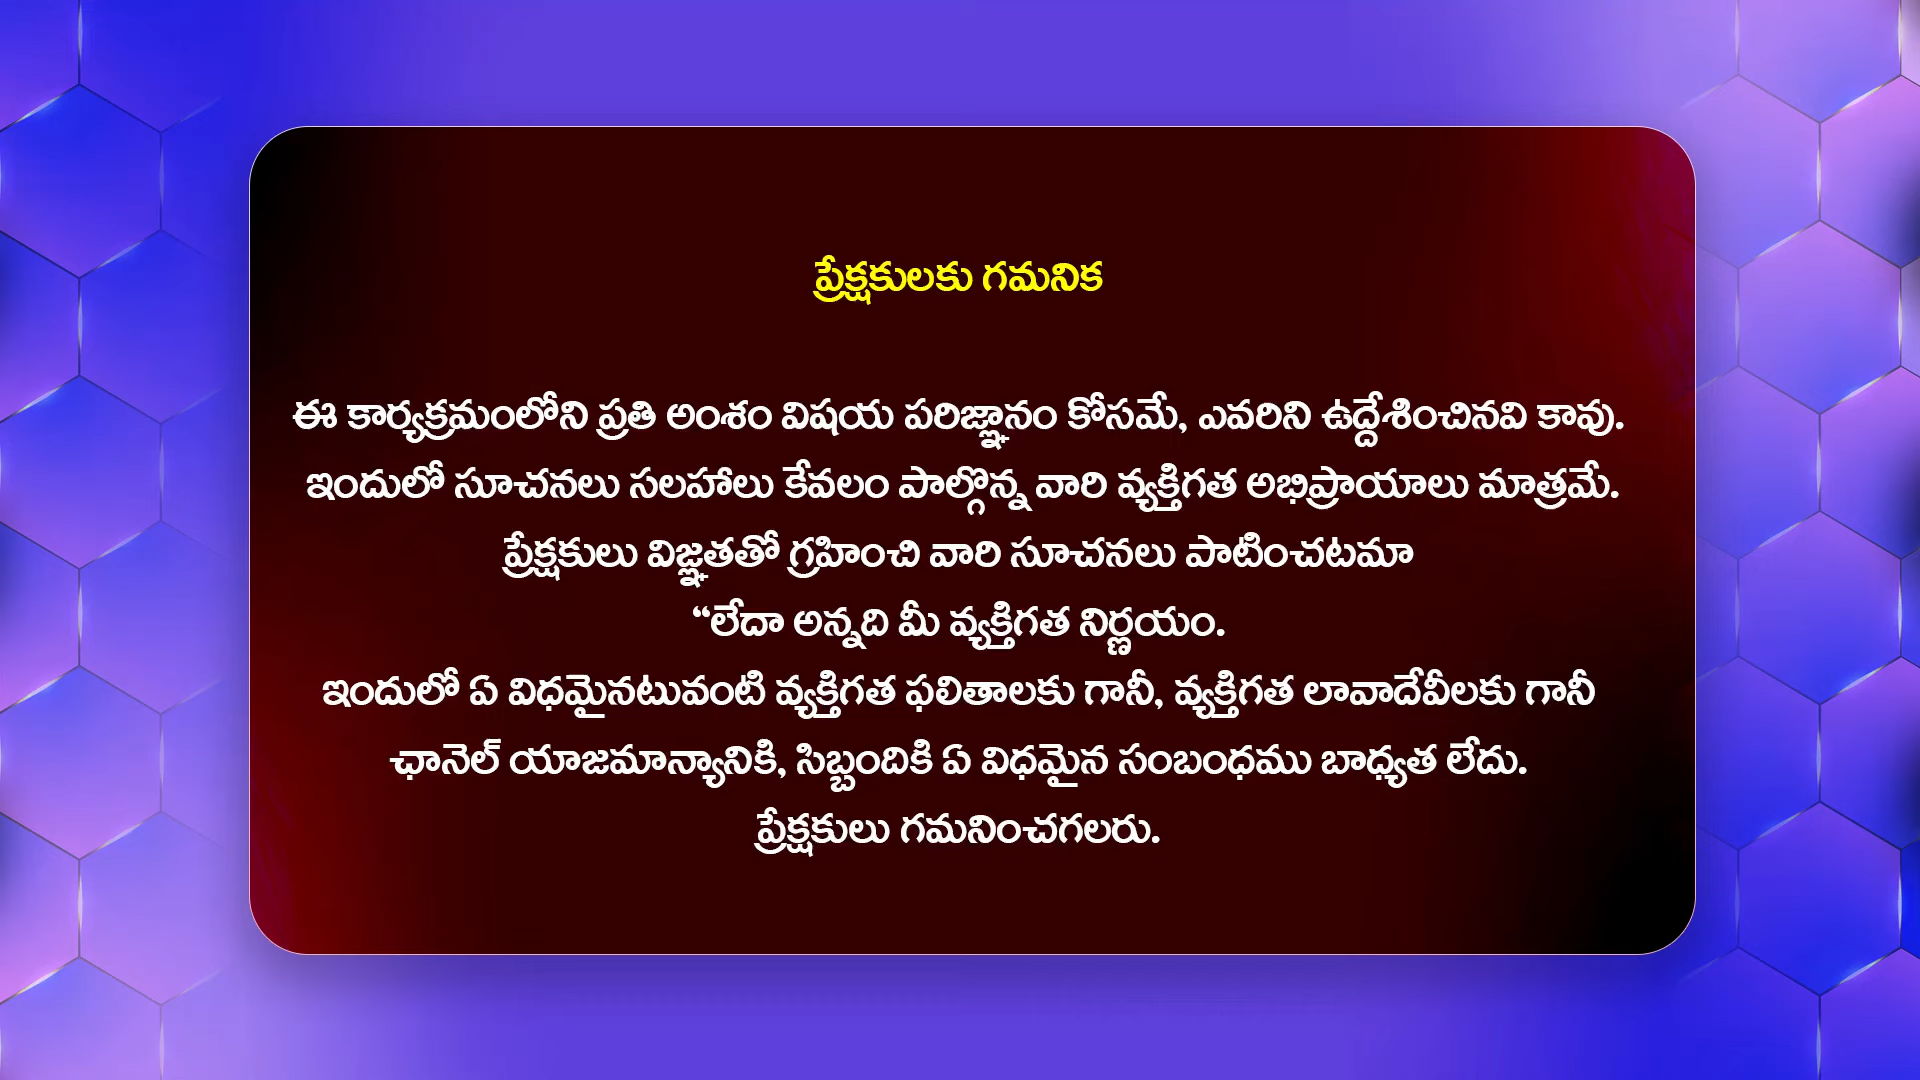 ప్రేక్షకులకు గమనిక
ఈ కార్యక్రమంలోని ప్రతి అంశం విషయ పరిజ్ఞానం కోసమే, ఎవరిని ఉద్దేశించినవి కావు.
ఇందులో సూచనలు సలహాలు కేవలం పాల్గొన్న వారి వ్యక్తిగత అభిప్రాయాలు మాత్రమే.
ప్రేక్షకులు విజ్ఞతతో గ్రహించి వారి సూచనలు పాటించటమా
“లేదా అన్నది మీ వ్యక్తిగత నిర్ణయం.
ఇందులో ఏ విధమైనటువంటి వ్యక్తిగత ఫలితాలకు గానీ, వ్యక్తిగత లావాదేవీలకు గానీ
ఛానెల్ యాజమాన్యానికి, సిబ్బందికి ఏ విధమైన సంబంధము బాధ్యత లేదు.
ప్రేక్షకులు గమనించగలరు.